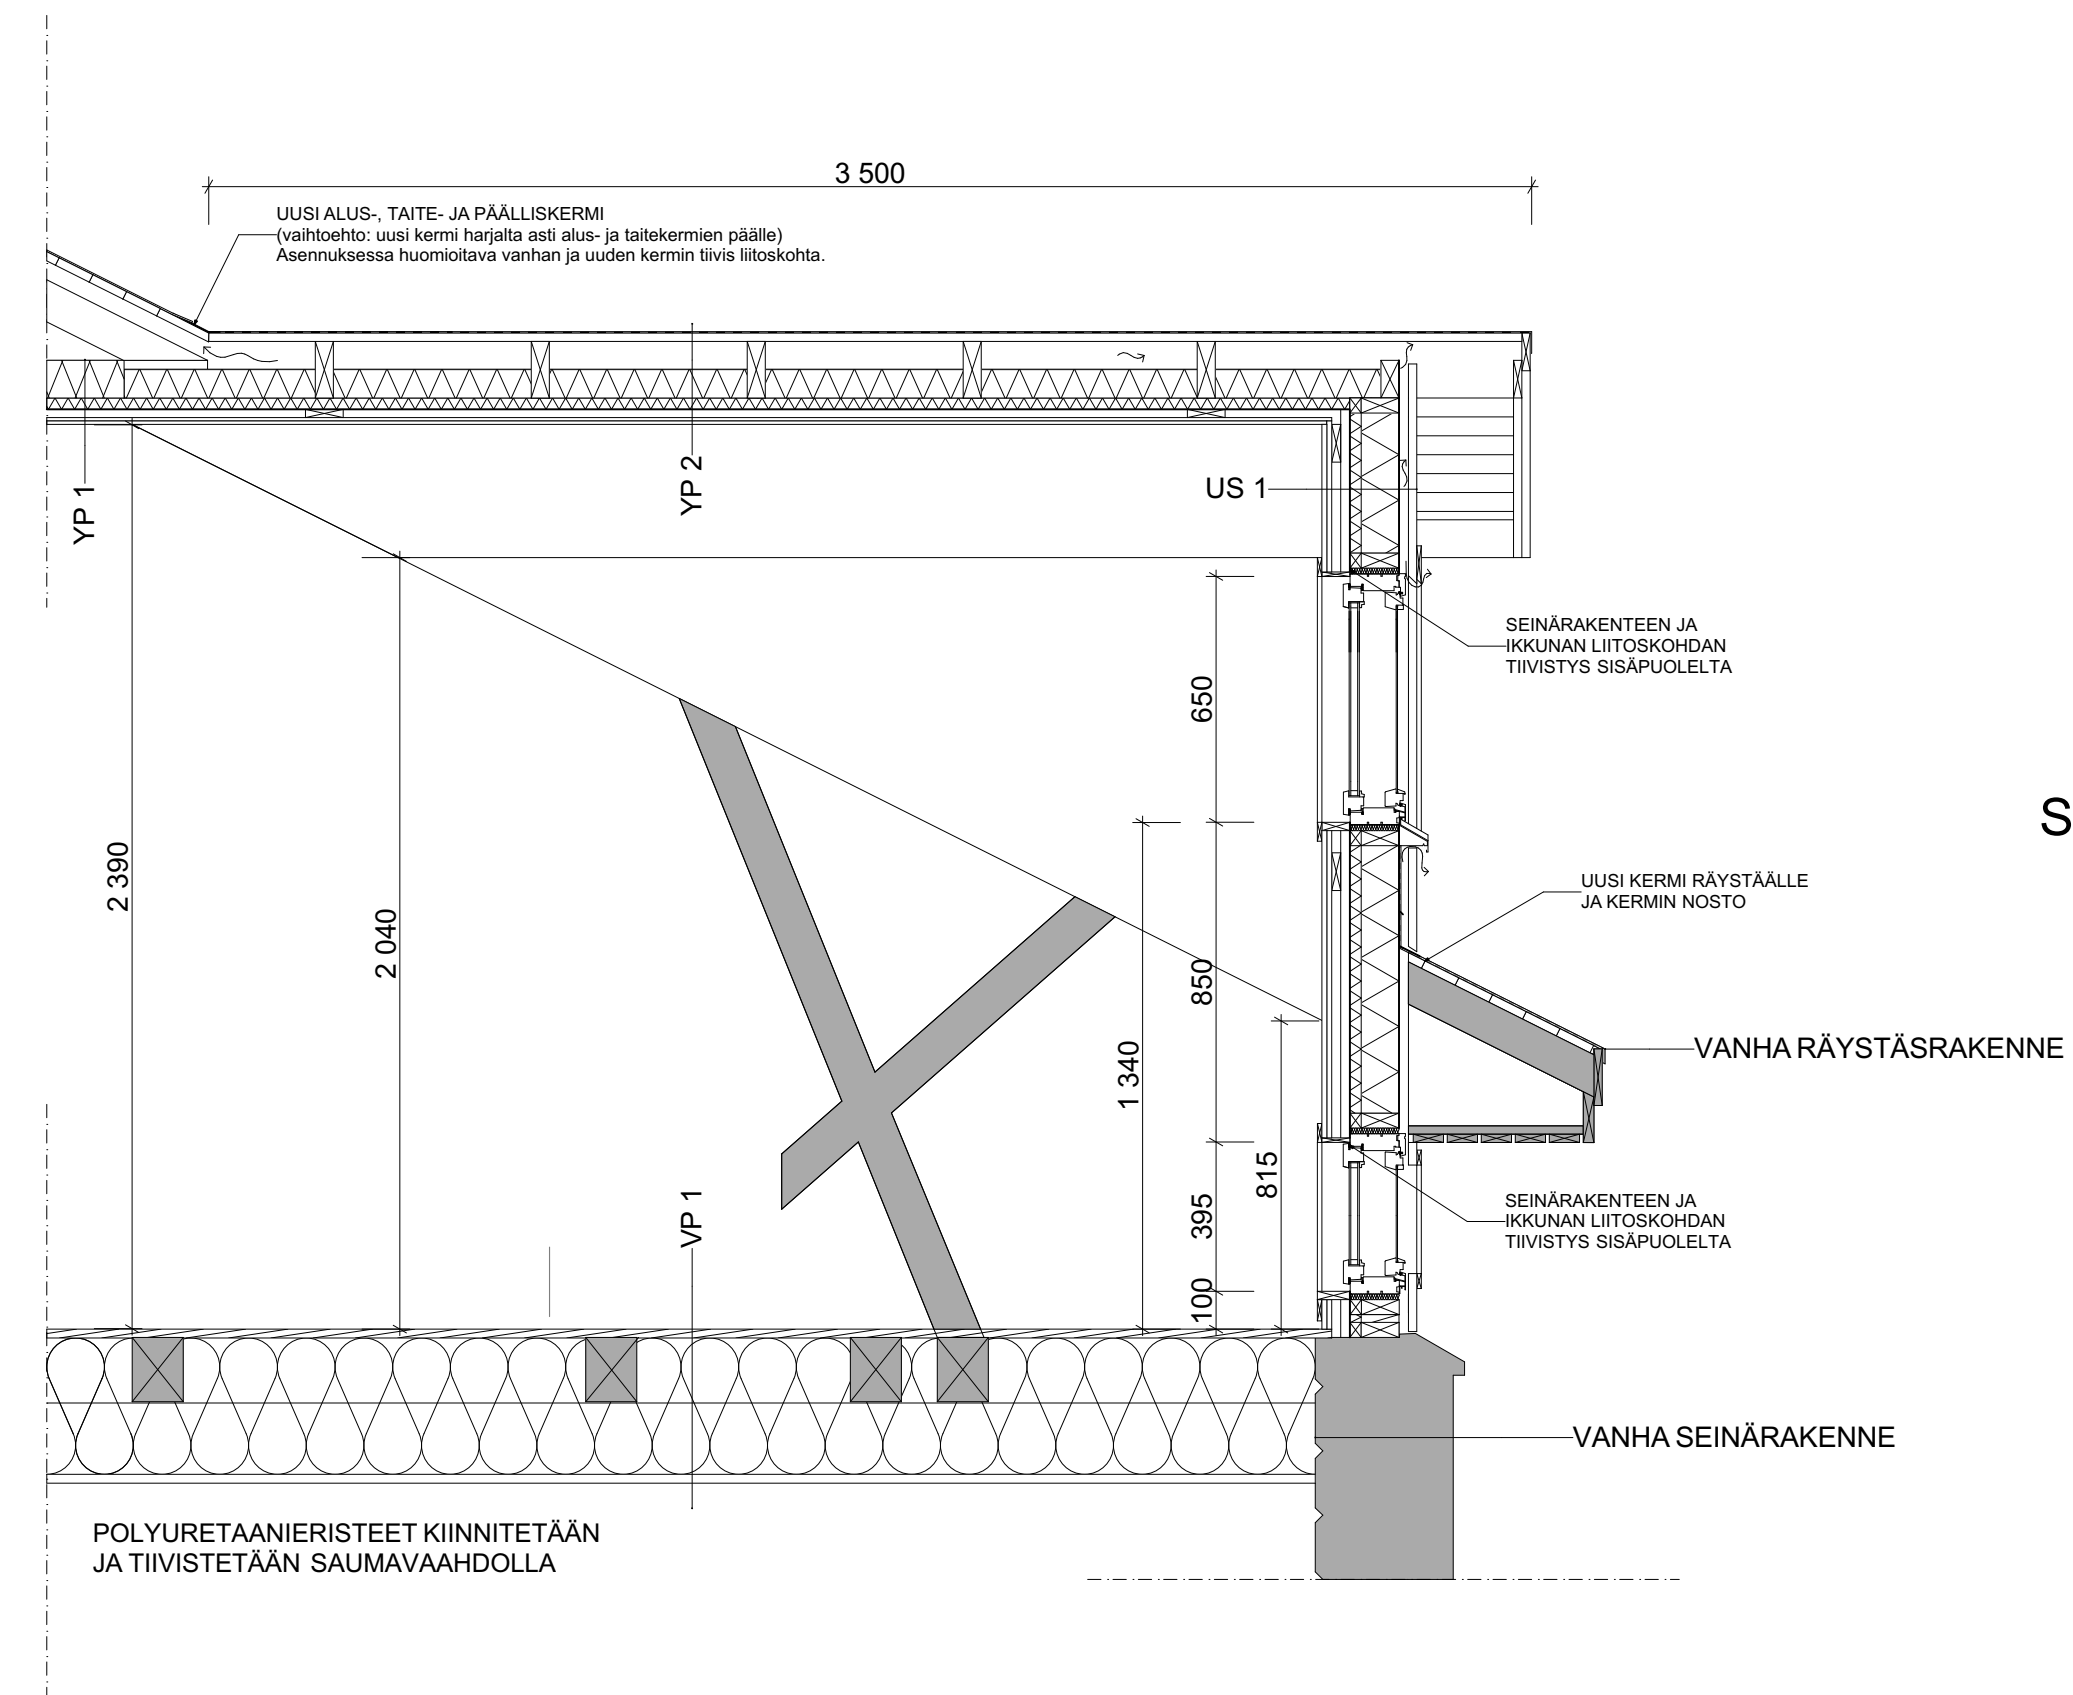 3 500
UUSI ALUS-, TAITE- JA PÄÄLLISKERMI
(vaihtoehto: uusi kermi harjalta asti alus- ja taitekermien päälle)
Asennuksessa huomioitava vanhan ja uuden kermin tiivis liitoskohta.
YP 1
YP 2
US 1
SEINÄRAKENTEEN JA
IKKUNAN LIITOSKOHDAN
TIIVISTYS SISÄPUOLELTA
650
S
2 390
2 040
UUSI KERMI RÄYSTÄÄLLE
JA KERMIN NOSTO
850
1 340
VANHA RÄYSTÄSRAKENNE
815
395
VP 1
SEINÄRAKENTEEN JA
IKKUNAN LIITOSKOHDAN
TIIVISTYS SISÄPUOLELTA
100
VANHA SEINÄRAKENNE
POLYURETAANIERISTEET KIINNITETÄÄN
JA TIIVISTETÄÄN SAUMAVAAHDOLLA